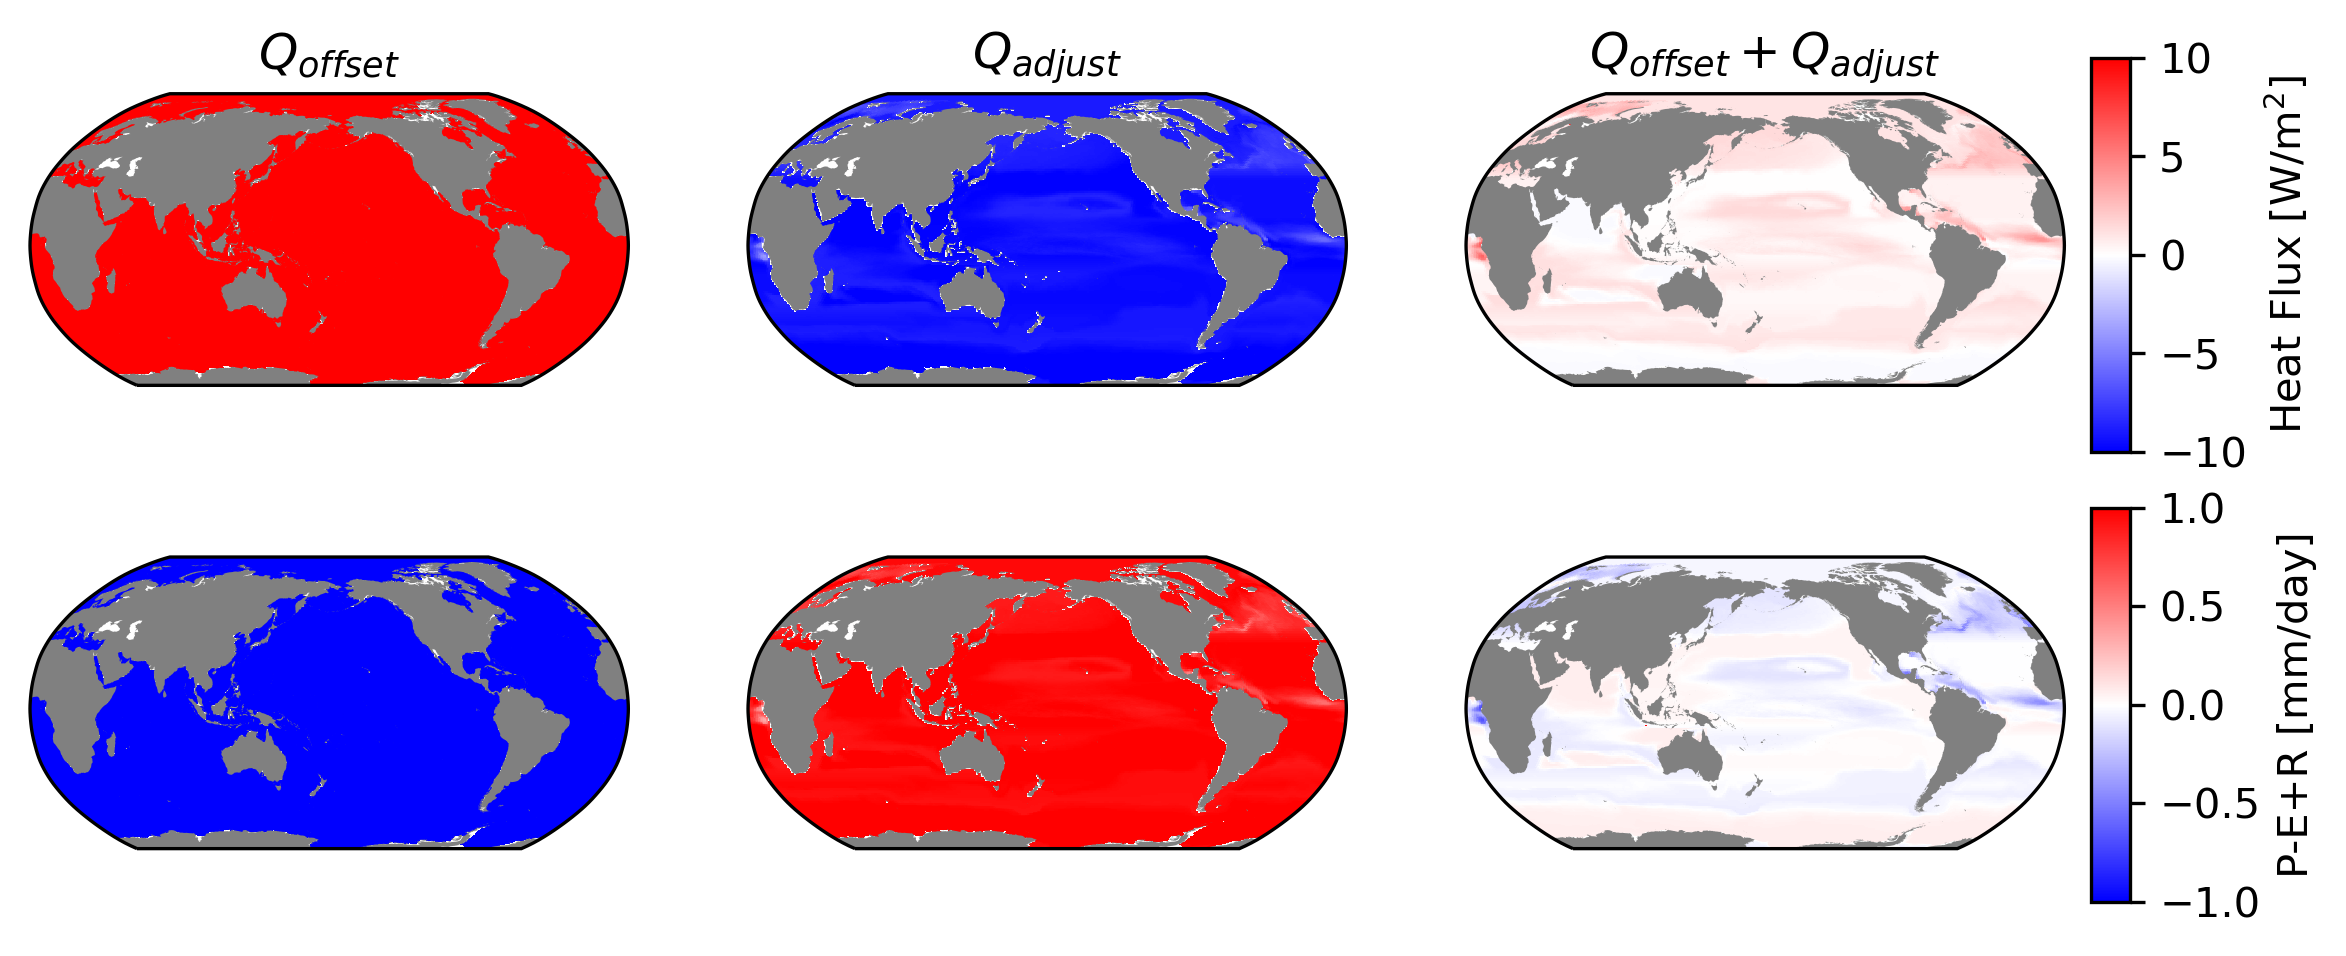 Q_offset
Q_adjust
Q_offset + Q_adjust
10
5
0
−5
−10
Heat Flux [W/m²]
1.0
0.5
0.0
−0.5
−1.0
P-E+R [mm/day]